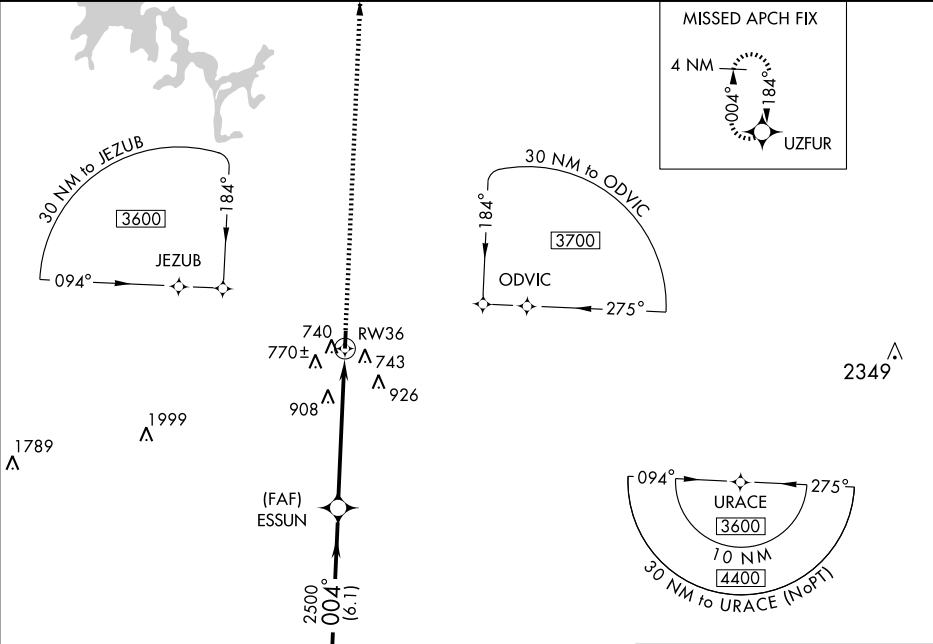 MISSED APCH FIX
4 NM
004°
184°
UZFUR
30 NM to JEZUB
3600
184°
JEZUB
094°
30 NM to ODVIC
184°
3700
ODVIC
275°
740
RW36
770±
743
926
908
2349
1999
1789
(FAF)
ESSUN
2500
004°
(6.1)
094°
275°
URACE
3600
10 NM
4400
30 NM to URACE (NoPT)